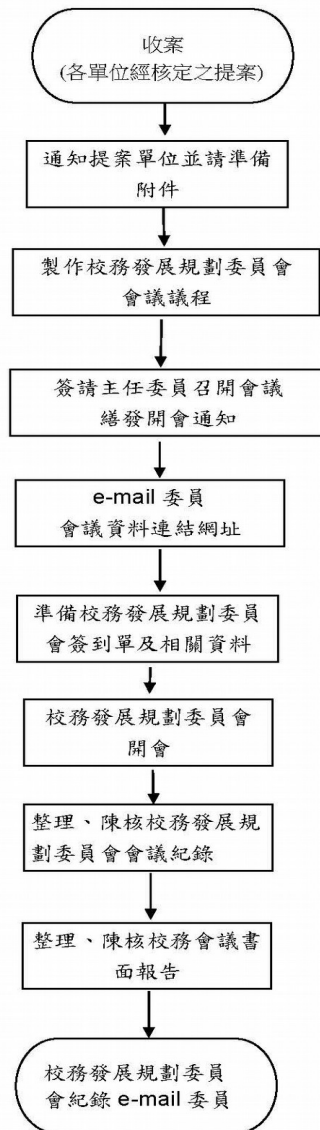 收案
(各單位經核定之提案)
通知提案單位並請準備
附件
製作校務發展規劃委員會
會議議程
簽請主任委員召開會議
繕發開會通知
e-mail 委員
會議資料連結網址
準備校務發展規劃委員
會簽到單及相關資料
校務發展規劃委員會
開會
整理、陳核校務發展規
劃委員會會議紀錄
整理、陳核校務會議書
面報告
校務發展規劃委員
會紀錄 e-mail 委員